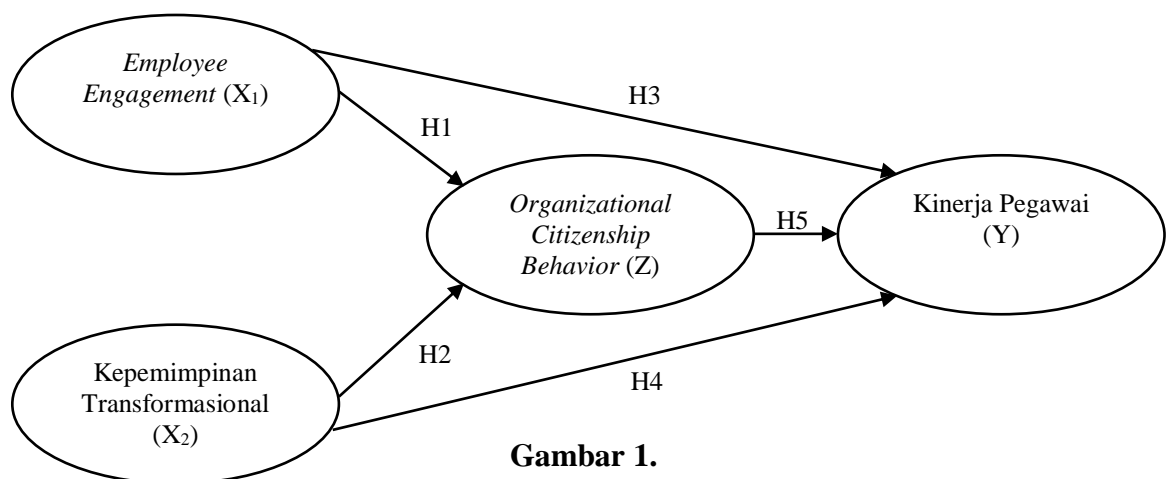 Employee
Engagement (X₁)
H3
H1
Organizational
Citizenship
Behavior (Z)
H5
Kinerja Pegawai
(Y)
H2
Kepemimpinan
Transformasional
(X₂)
H4
Gambar 1.